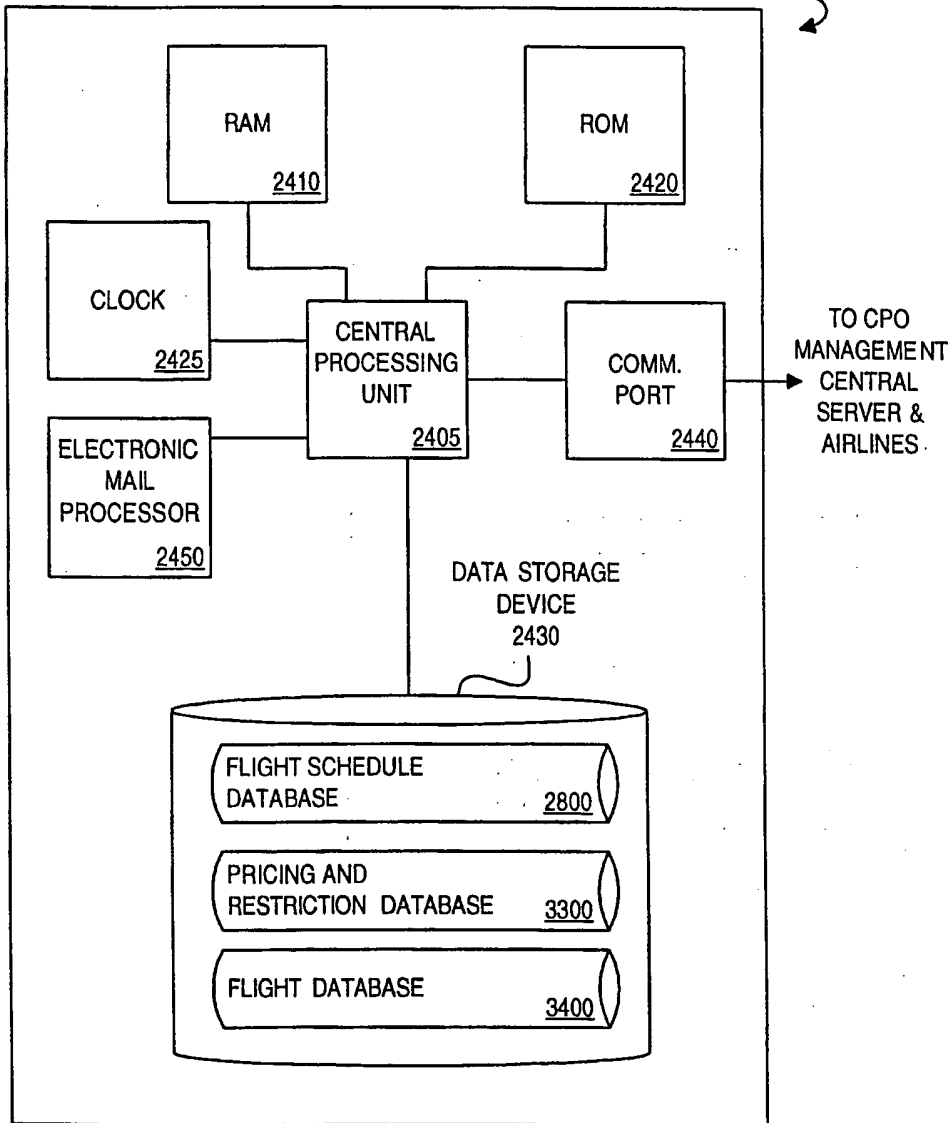 RAM
2410
ROM
2420
CLOCK
2425
CENTRAL
PROCESSING
UNIT
2405
COMM.
PORT
2440
TO CPO
MANAGEMENT
CENTRAL
SERVER &
AIRLINES
ELECTRONIC
MAIL
PROCESSOR
2450
DATA STORAGE
DEVICE
2430
FLIGHT SCHEDULE
DATABASE
2800
PRICING AND
RESTRICTION DATABASE
3300
FLIGHT DATABASE
3400